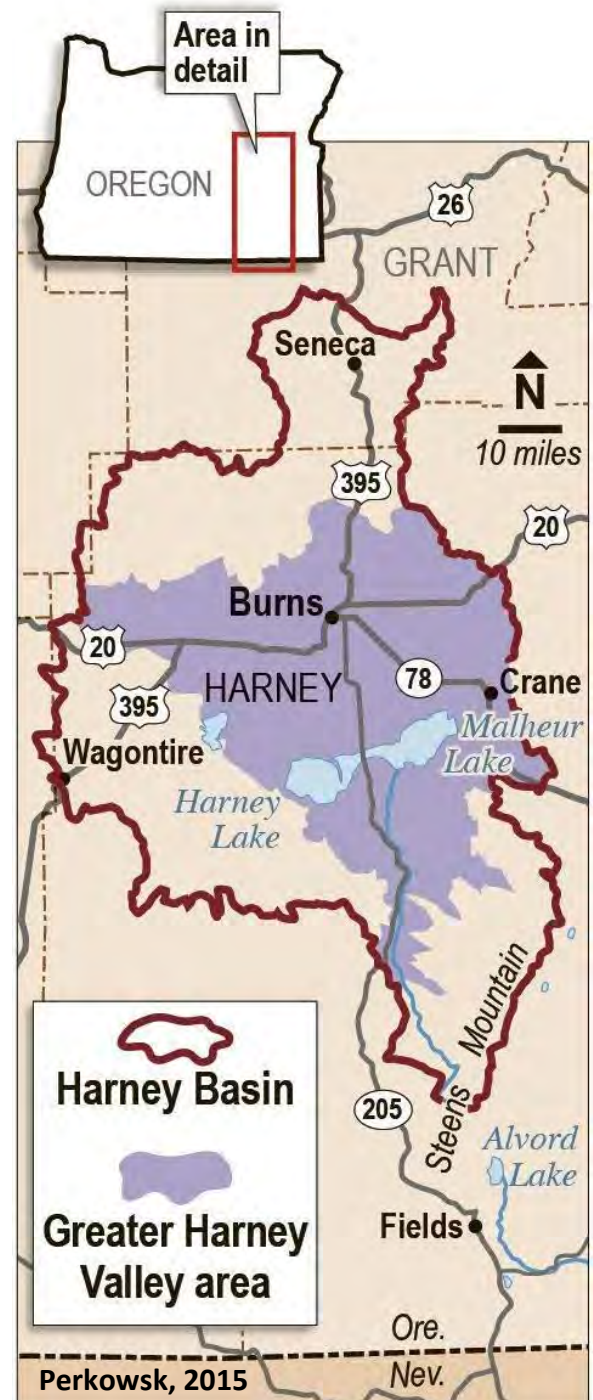 Area in
detail
OREGON
26
GRANT
Seneca
N
10 miles
395
20
Burns
20
HARNEY
78
Crane
395
Malheur
Lake
Wagontire
Harney
Lake
Steens Mountain
Harney Basin
205
Alvord
Lake
Greater Harney
Valley area
Fields
Ore.
Nev.
Perkowsk, 2015